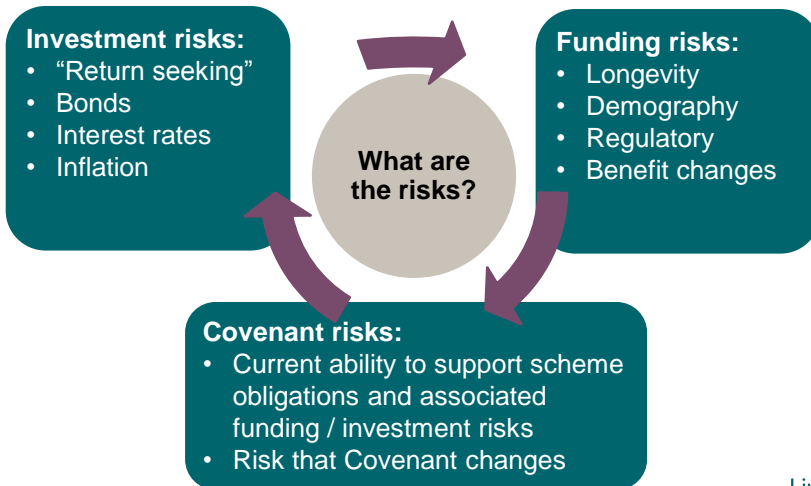 Investment risks:
• “Return seeking”
• Bonds
• Interest rates
• Inflation
What are
the risks?
Funding risks:
• Longevity
• Demography
• Regulatory
• Benefit changes
Covenant risks:
• Current ability to support scheme
obligations and associated
funding / investment risks
• Risk that Covenant changes